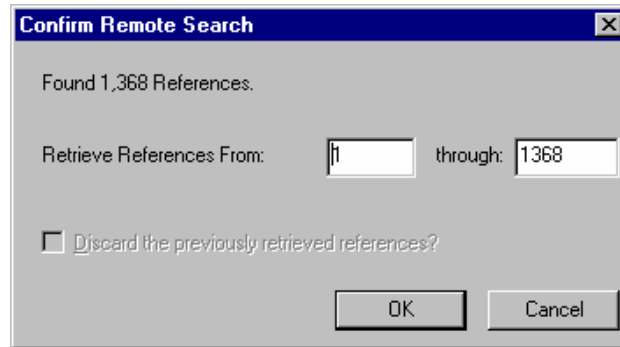 Confirm Remote Search
Found 1,368 References.
Retrieve References From: 1 through: 1368
Discard the previously retrieved references?
OK Cancel